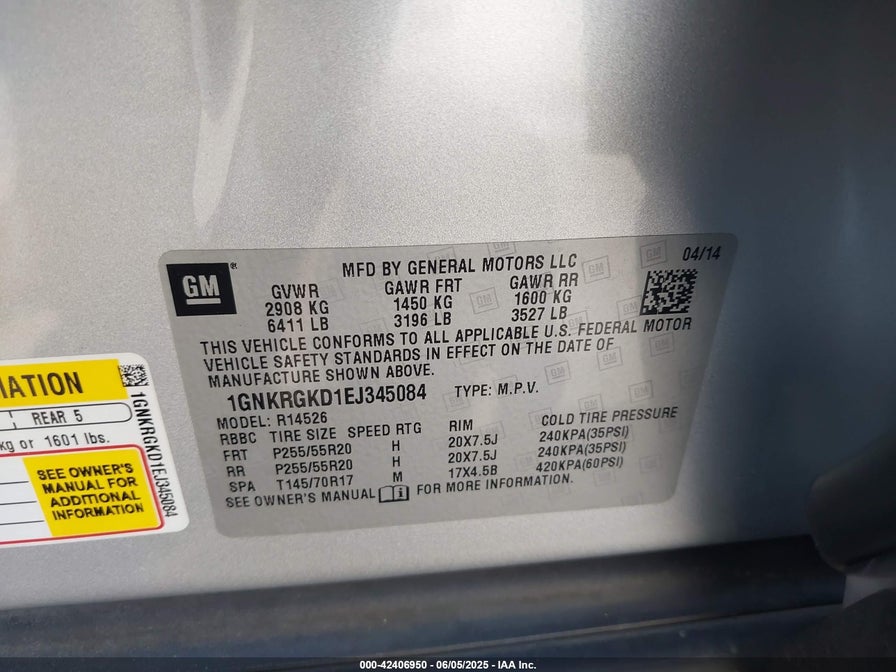 GM
®
MFD BY GENERAL MOTORS LLC
04/14
GVWR GAWR FRT GAWR RR
2908 KG 1450 KG 1600 KG
6411 LB 3196 LB 3527 LB
THIS VEHICLE CONFORMS TO ALL APPLICABLE U.S. FEDERAL MOTOR
VEHICLE SAFETY STANDARDS IN EFFECT ON THE DATE OF
MANUFACTURE SHOWN ABOVE.
1GNKRGKD1EJ345084 TYPE: M.P.V.
MODEL: R14526
RBBC TIRE SIZE SPEED RTG RIM COLD TIRE PRESSURE
FRT P255/55R20 H 20X7.5J 240KPA(35PSI)
RR P255/55R20 H 20X7.5J 240KPA(35PSI)
SPA T145/70R17 M 17X4.5B 420KPA(60PSI)
SEE OWNER'S MANUAL FOR MORE INFORMATION.
REAR 5
kg or 1601 lbs.
SEE OWNER'S
MANUAL FOR
ADDITIONAL
INFORMATION
1GNKRGKD1EJ345084
000-42406950 - 06/05/2025 - IAA Inc.